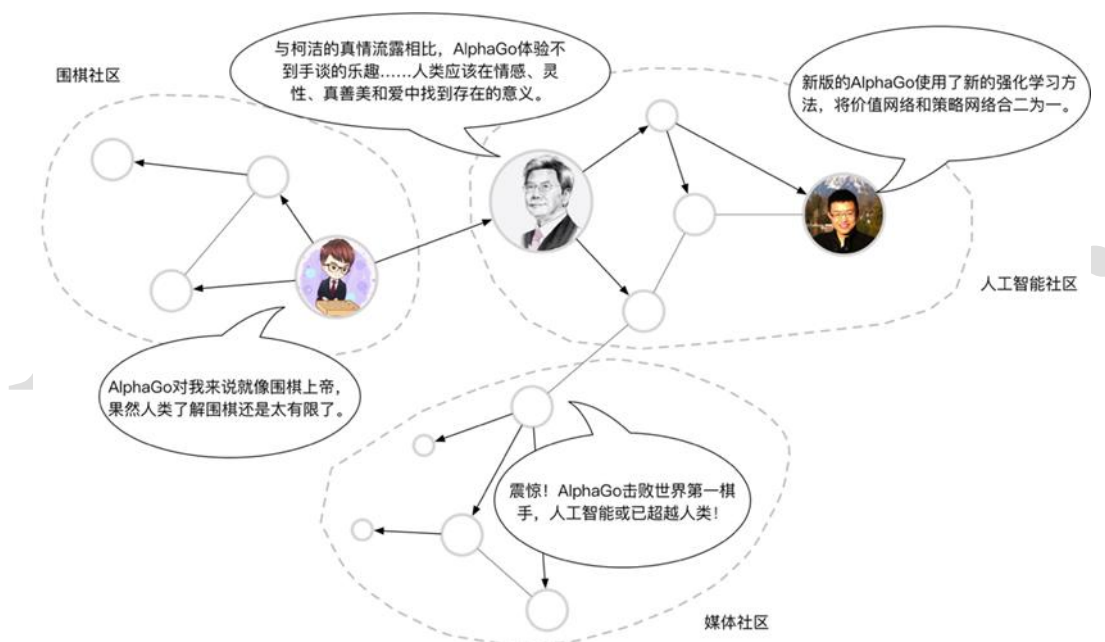 围棋社区
与柯洁的真情流露相比，AlphaGo体验不
到手谈的乐趣……人类应该在情感、灵
性、真善美和爱中找到存在的意义。
新版的AlphaGo使用了新的强化学习方
法，将价值网络和策略网络合二为一。
人工智能社区
AlphaGo对我来说就像围棋上帝，
果然人类了解围棋还是太有限了。
震惊！AlphaGo击败世界第一棋
手，人工智能或已超越人类！
媒体社区